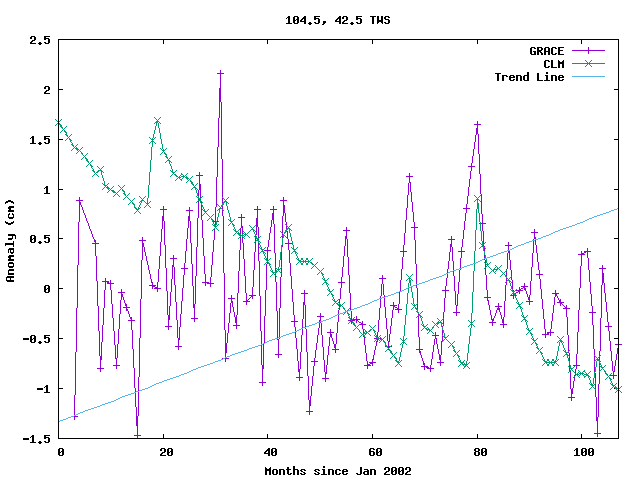 104.5, 42.5 TWS
GRACE
CLM
Trend Line
2.5
2
1.5
1
0.5
0
-0.5
-1
-1.5
Anomaly (cm)
0 20 40 60 80 100
Months since Jan 2002